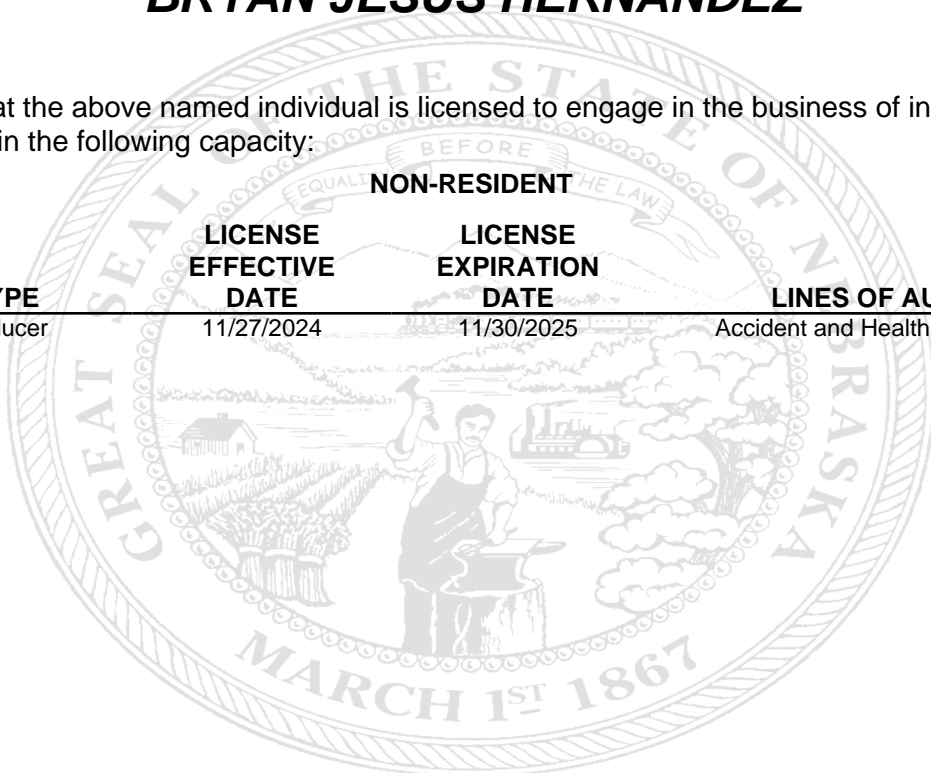 BRYAN JESUS HERNANDEZ
at the above named individual is licensed to engage in the business of in
in the following capacity:
NON-RESIDENT
LICENSE EFFECTIVE DATE
LICENSE EXPIRATION DATE
LINES OF AU
11/27/2024 11/30/2025 Accident and Health
GREAT SEAL OF THE STATE OF NEBRASKA
EQUALITY BEFORE THE LAW
MARCH 1ST 1867